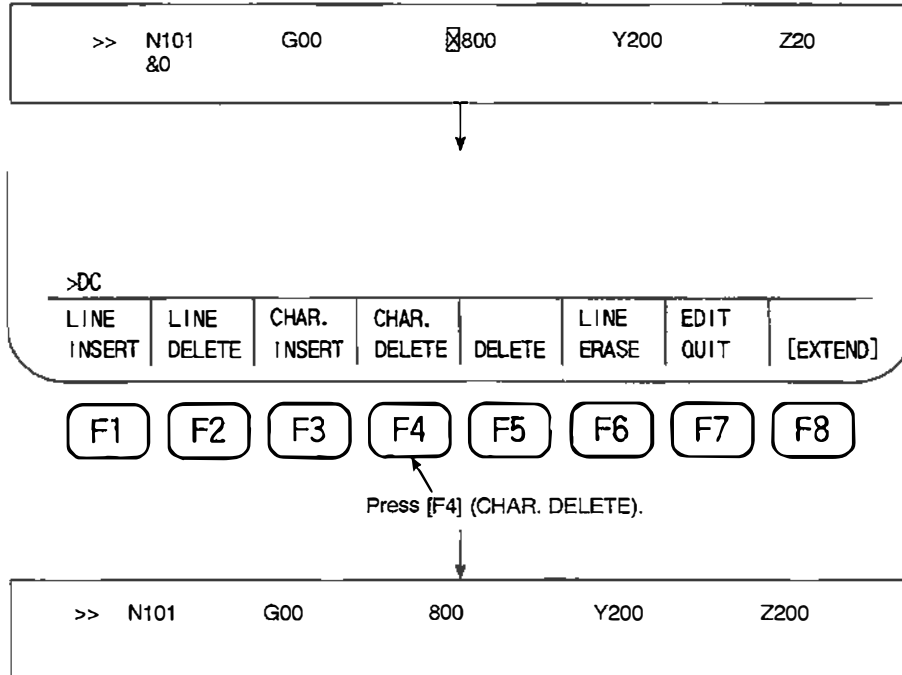 >> N101 G00 X800 Y200 Z20
&0
>DC
LINE LINE CHAR. CHAR. LINE EDIT
INSERT DELETE INSERT DELETE DELETE ERASE QUIT [EXTEND]
F1 F2 F3 F4 F5 F6 F7 F8
Press [F4] (CHAR. DELETE).
>> N101 G00 800 Y200 Z200